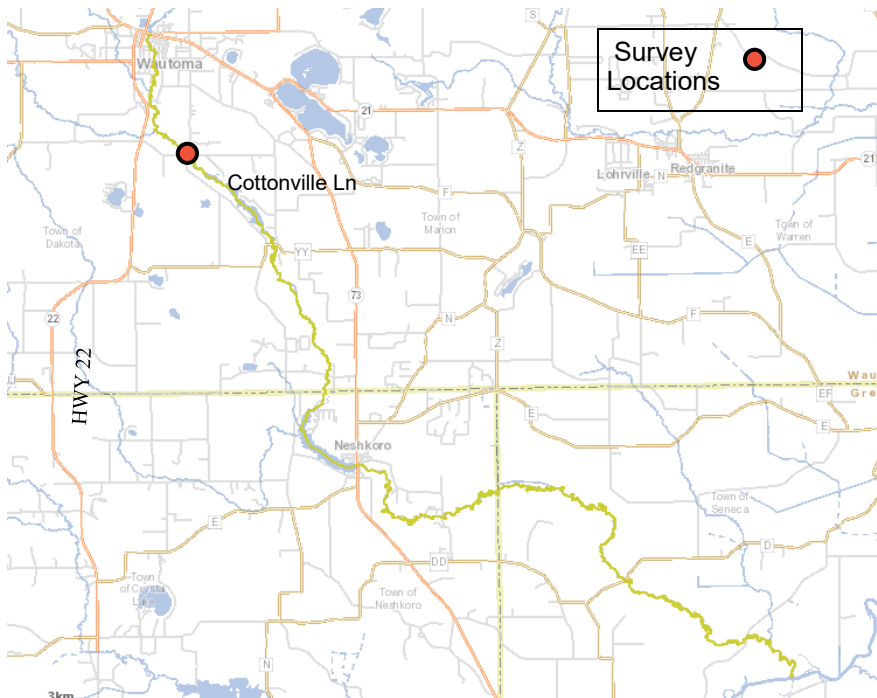 S
Survey
Locations
Wautoma
21
Z
Lohrville
Redgranite
21
N
Cottonville Ln
F
Town of
Marion
Town of
Dakota
Town of
Warren
E
EE
YY
73
22
N
F
Z
HWY 22
Wau
Gre
EF
E
E
Neshkoro
Town of
Seneca
E
D
DD
Town
of Crystal
Lake
Town of
Neshkoro
E
N
3km